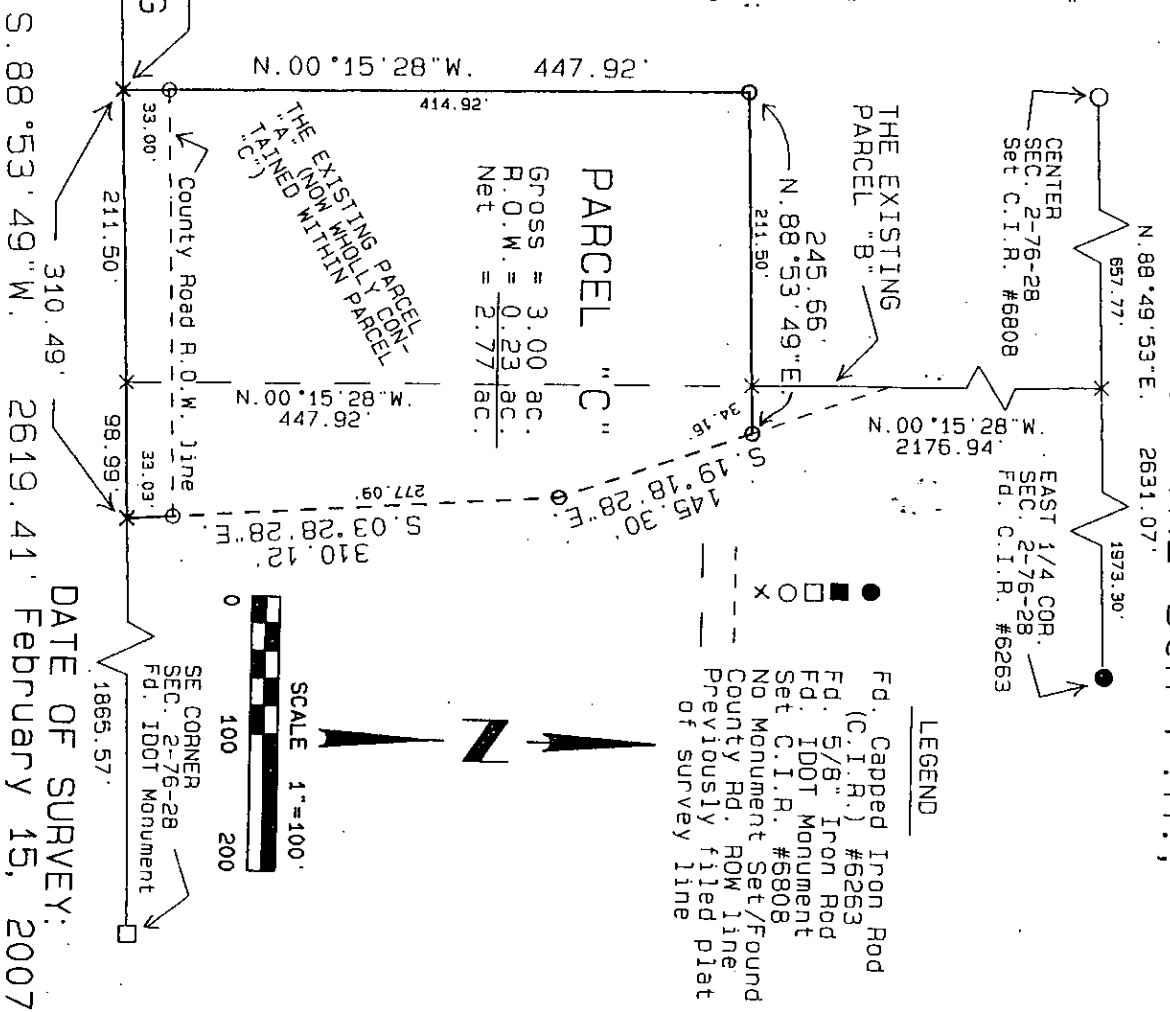 N.88°49'53"E. 2631.07'
657.77'
1973.30'
CENTER
SEC. 2-76-28
Set C.I.R. #6808
EAST 1/4 COR.
SEC. 2-76-28
Fd. C.I.R. #6263
N.00°15'28"W.
2176.94'
THE EXISTING
PARCEL "B"
245.66'
N.88°53'49"E.
211.50'
34.16'
N.00°15'28"W. 447.92'
414.92'
PARCEL "C"
Gross = 3.00 ac.
R.O.W. = 0.23 ac.
Net = 2.77 ac.
THE EXISTING PARCEL
"A" (NOW WHOLLY CON-
TAINED WITHIN PARCEL
"C")
N.00°15'28"W.
447.92'
S.19°18'28"E.
145.30'
277.09'
S.03°28'28"E.
310.12'
33.00'
County Road R.O.W. line
33.03'
211.50'
98.99'
310.49'
1865.57'
G
S.88°53'49"W. 2619.41'
SE CORNER
SEC. 2-76-28
Fd. IDOT Monument
LEGEND
Fd. Capped Iron Rod
(C.I.R.) #6263
Fd. 5/8" Iron Rod
Fd. IDOT Monument
Set C.I.R. #6808
No Monument Set/Found
County Rd. ROW line
Previously filed plat
of survey line
N
SCALE 1"=100'
0 100 200
DATE OF SURVEY:
February 15, 2007